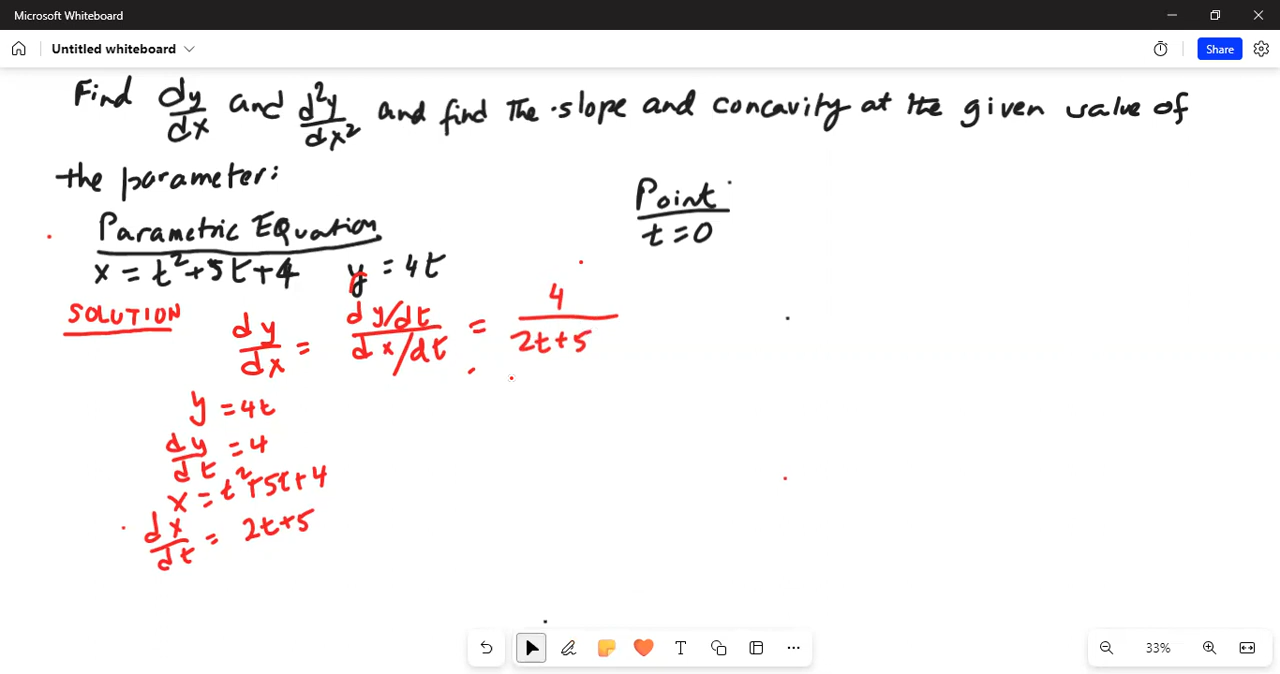 Microsoft Whiteboard
Untitled whiteboard
Share
Find dy/dx and d²y/dx² and find the slope and concavity at the given value of
the parameter:
Parametric Equation
Point
x = t²+5t+4 y = 4t
t = 0
SOLUTION
dy/dx = (dy/dt)/(dx/dt) = 4/(2t+5)
y = 4t
dy/dt = 4
x = t²+5t+4
dx/dt = 2t+5
T
33%